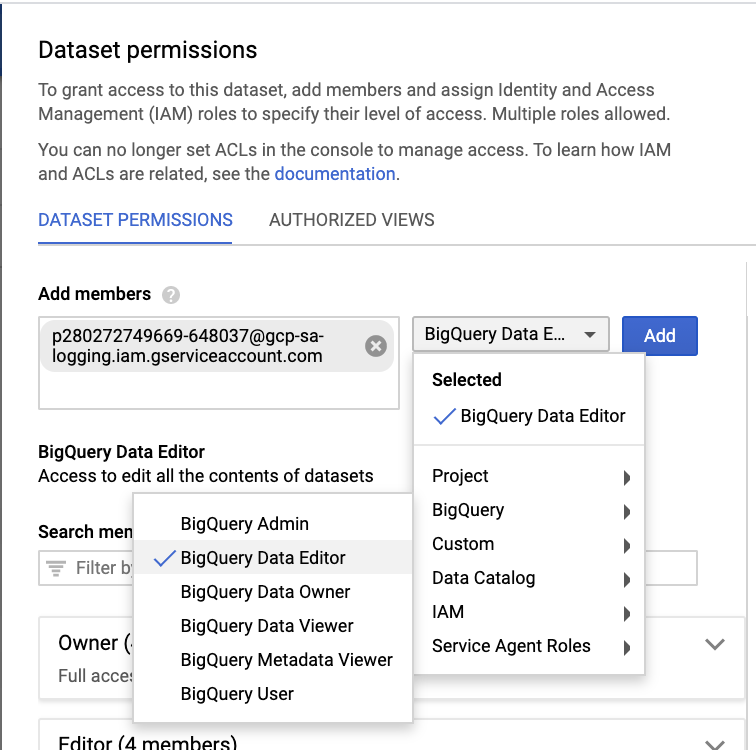 Dataset permissions
To grant access to this dataset, add members and assign Identity and Access
Management (IAM) roles to specify their level of access. Multiple roles allowed.
You can no longer set ACLs in the console to manage access. To learn how IAM
and ACLs are related, see the documentation.
DATASET PERMISSIONS AUTHORIZED VIEWS
Add members ?
p280272749669-648037@gcp-sa-
logging.iam.gserviceaccount.com
BigQuery Data E...
Add
Selected
BigQuery Data Editor
Project
BigQuery
Custom
Data Catalog
IAM
Service Agent Roles
BigQuery Data Editor
Access to edit all the contents of datasets
BigQuery Admin
BigQuery Data Editor
BigQuery Data Owner
BigQuery Data Viewer
BigQuery Metadata Viewer
BigQuery User
Search mem
Filter by
Owner (
Full acces
Editor (4 members)